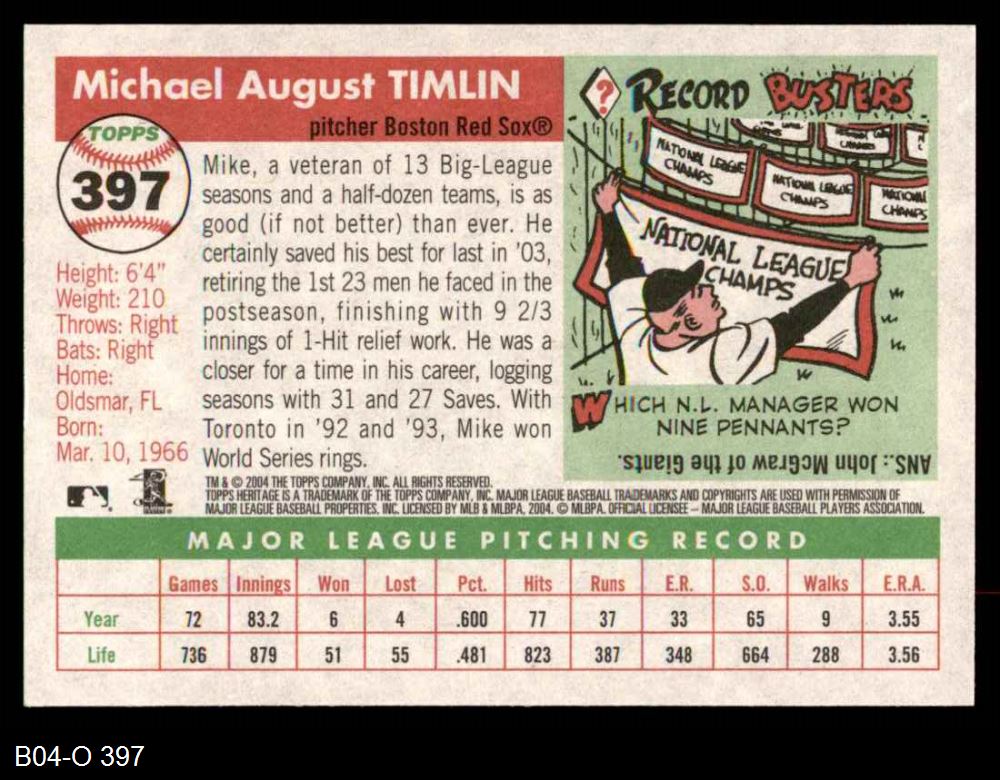 Michael August TIMLIN
pitcher Boston Red Sox®
TOPPS
397
Height: 6'4"
Weight: 210
Throws: Right
Bats: Right
Home:
Oldsmar, FL
Born:
Mar. 10, 1966
Mike, a veteran of 13 Big-League
seasons and a half-dozen teams, is as
good (if not better) than ever. He
certainly saved his best for last in '03,
retiring the 1st 23 men he faced in the
postseason, finishing with 9 2/3
innings of 1-Hit relief work. He was a
closer for a time in his career, logging
seasons with 31 and 27 Saves. With
Toronto in '92 and '93, Mike won
World Series rings.
? RECORD BUSTERS
NATIONAL LEAGUE
CHAMPS
NATIONAL LEAGUE
CHAMPS
NATIONAL
CHAMPS
NATIONAL LEAGUE
CHAMPS
WHICH N.L. MANAGER WON
NINE PENNANTS?
ANS.: John McGraw of the Giants.
TM & © 2004 THE TOPPS COMPANY, INC. ALL RIGHTS RESERVED.
TOPPS HERITAGE IS A TRADEMARK OF THE TOPPS COMPANY, INC. MAJOR LEAGUE BASEBALL TRADEMARKS AND COPYRIGHTS ARE USED WITH PERMISSION OF
MAJOR LEAGUE BASEBALL PROPERTIES, INC. LICENSED BY MLB & MLBPA, 2004. © MLBPA. OFFICIAL LICENSEE – MAJOR LEAGUE BASEBALL PLAYERS ASSOCIATION.
MAJOR LEAGUE PITCHING RECORD
Games Innings Won Lost Pct. Hits Runs E.R. S.O. Walks E.R.A.
Year 72 83.2 6 4 .600 77 37 33 65 9 3.55
Life 736 879 51 55 .481 823 387 348 664 288 3.56
B04-O 397